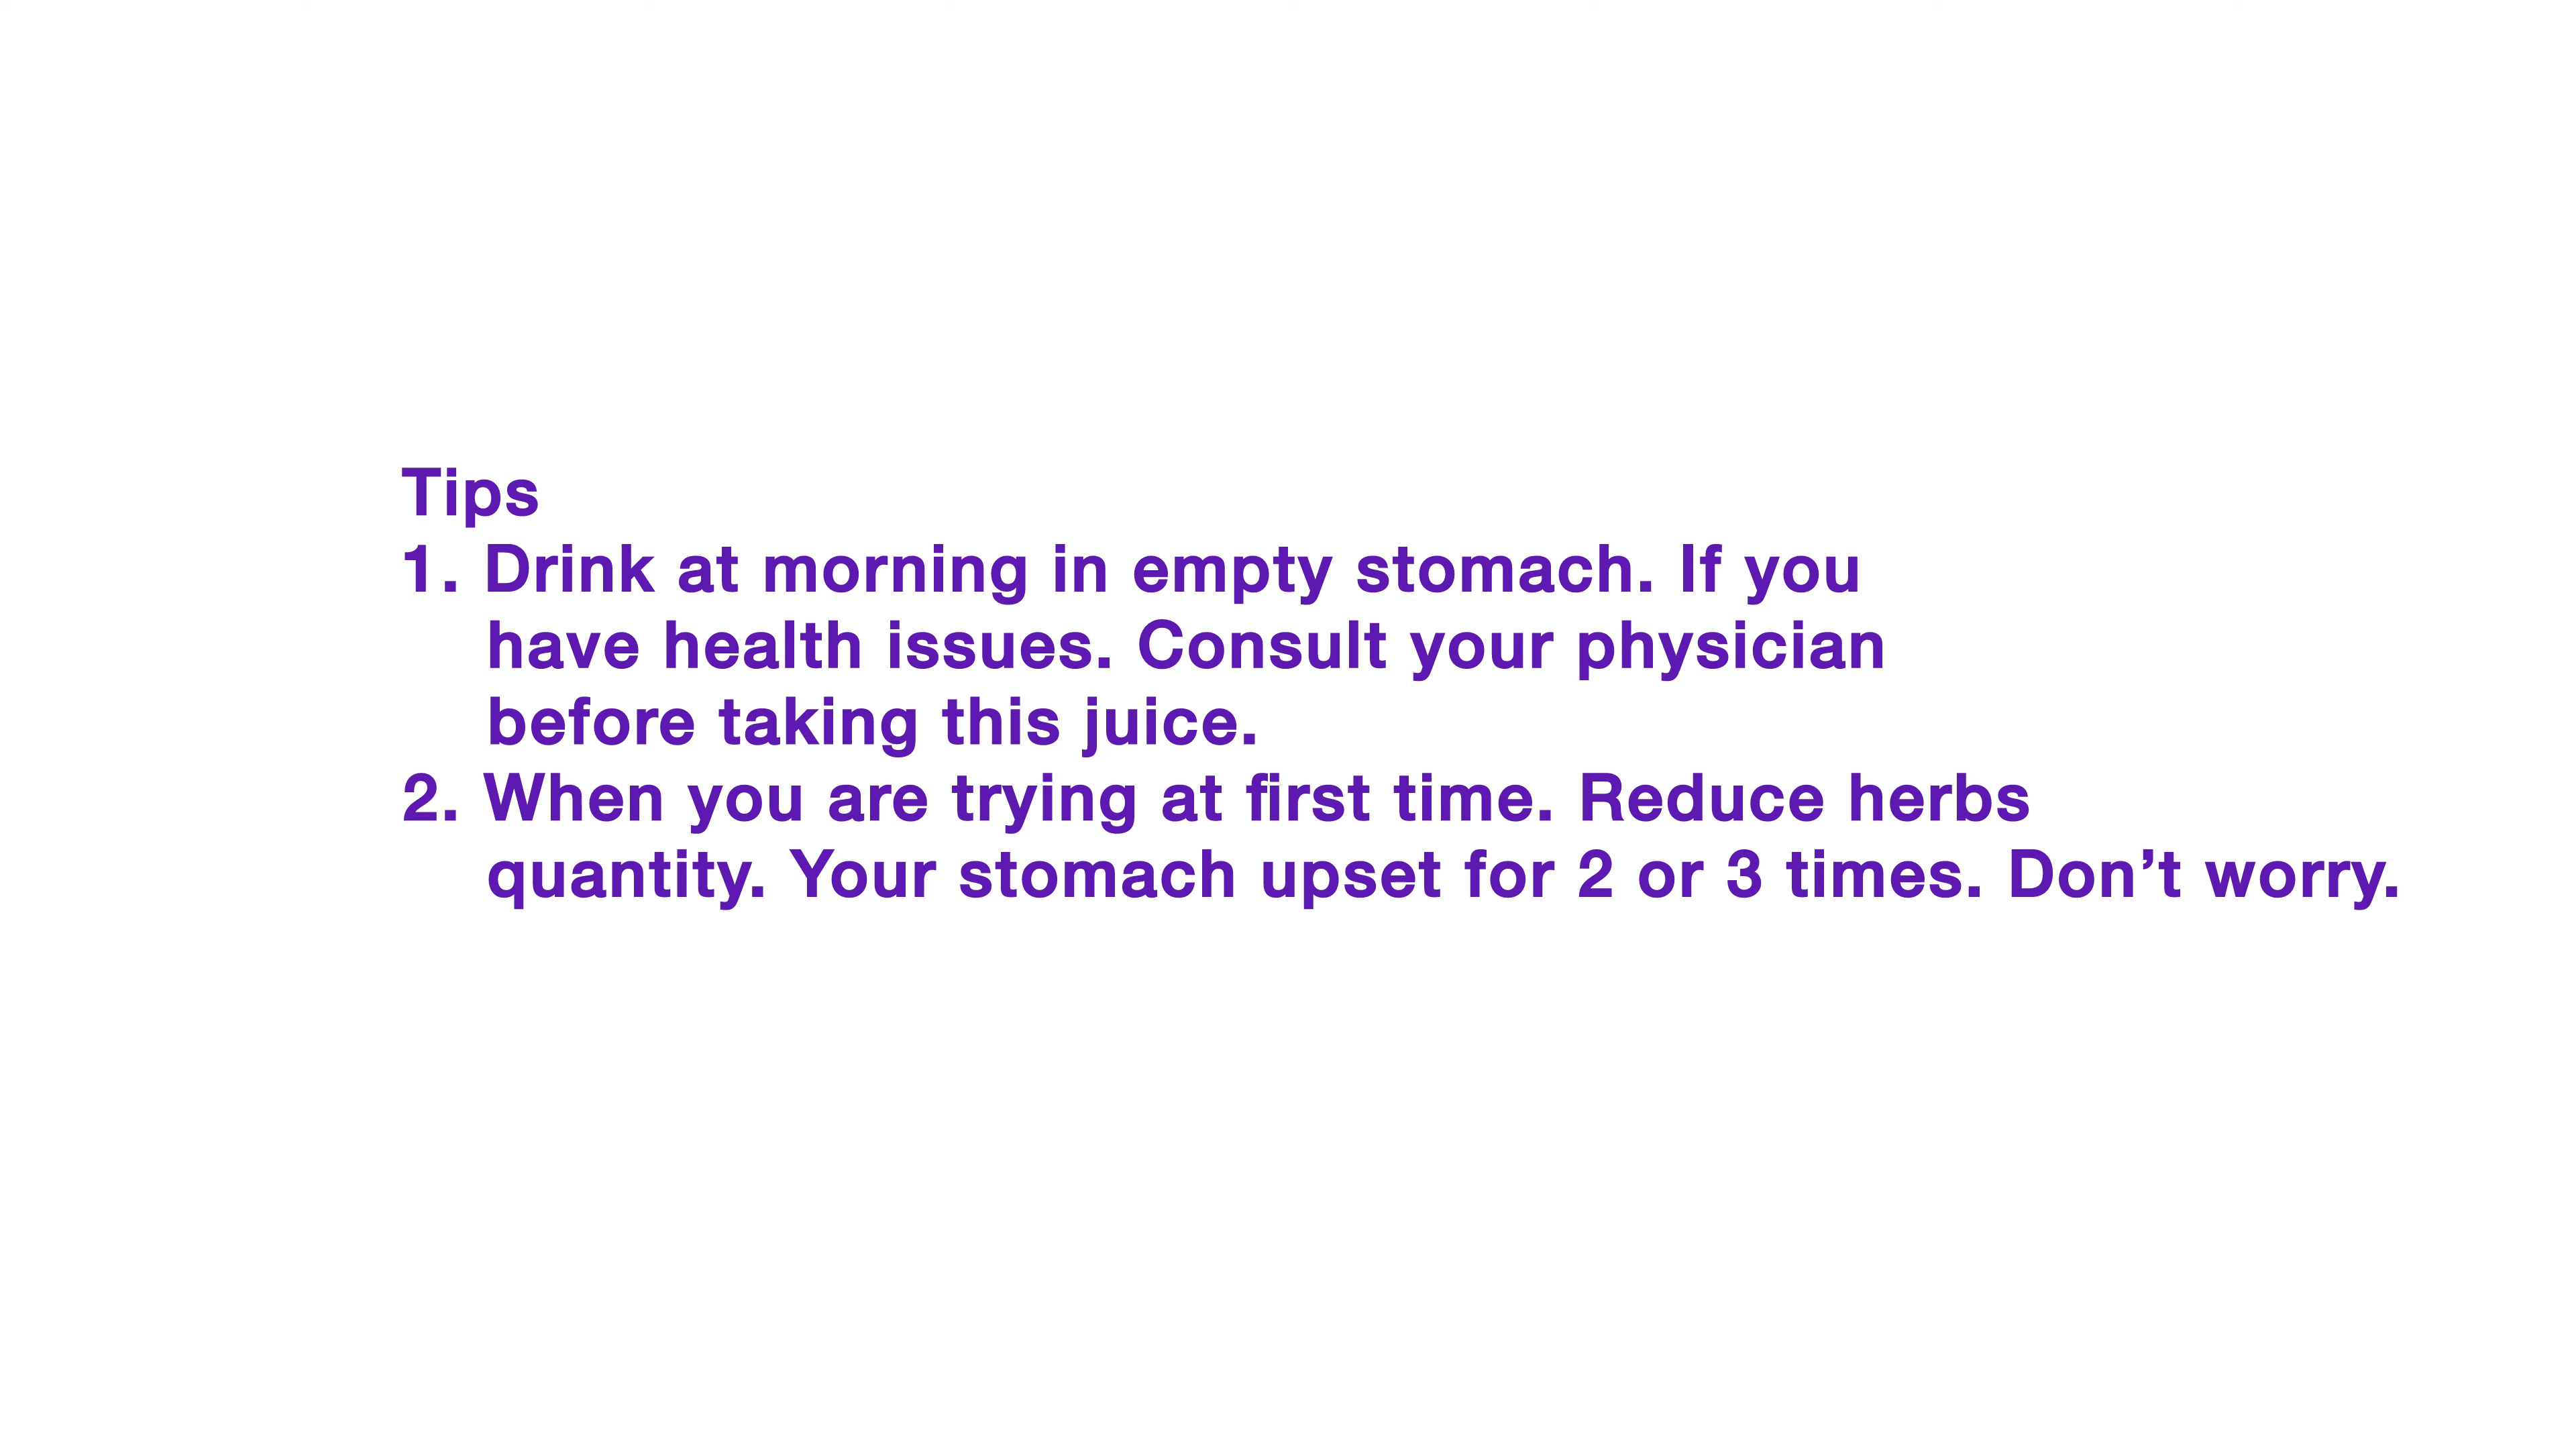 Tips
1. Drink at morning in empty stomach. If you
have health issues. Consult your physician
before taking this juice.
2. When you are trying at first time. Reduce herbs
quantity. Your stomach upset for 2 or 3 times. Don’t worry.